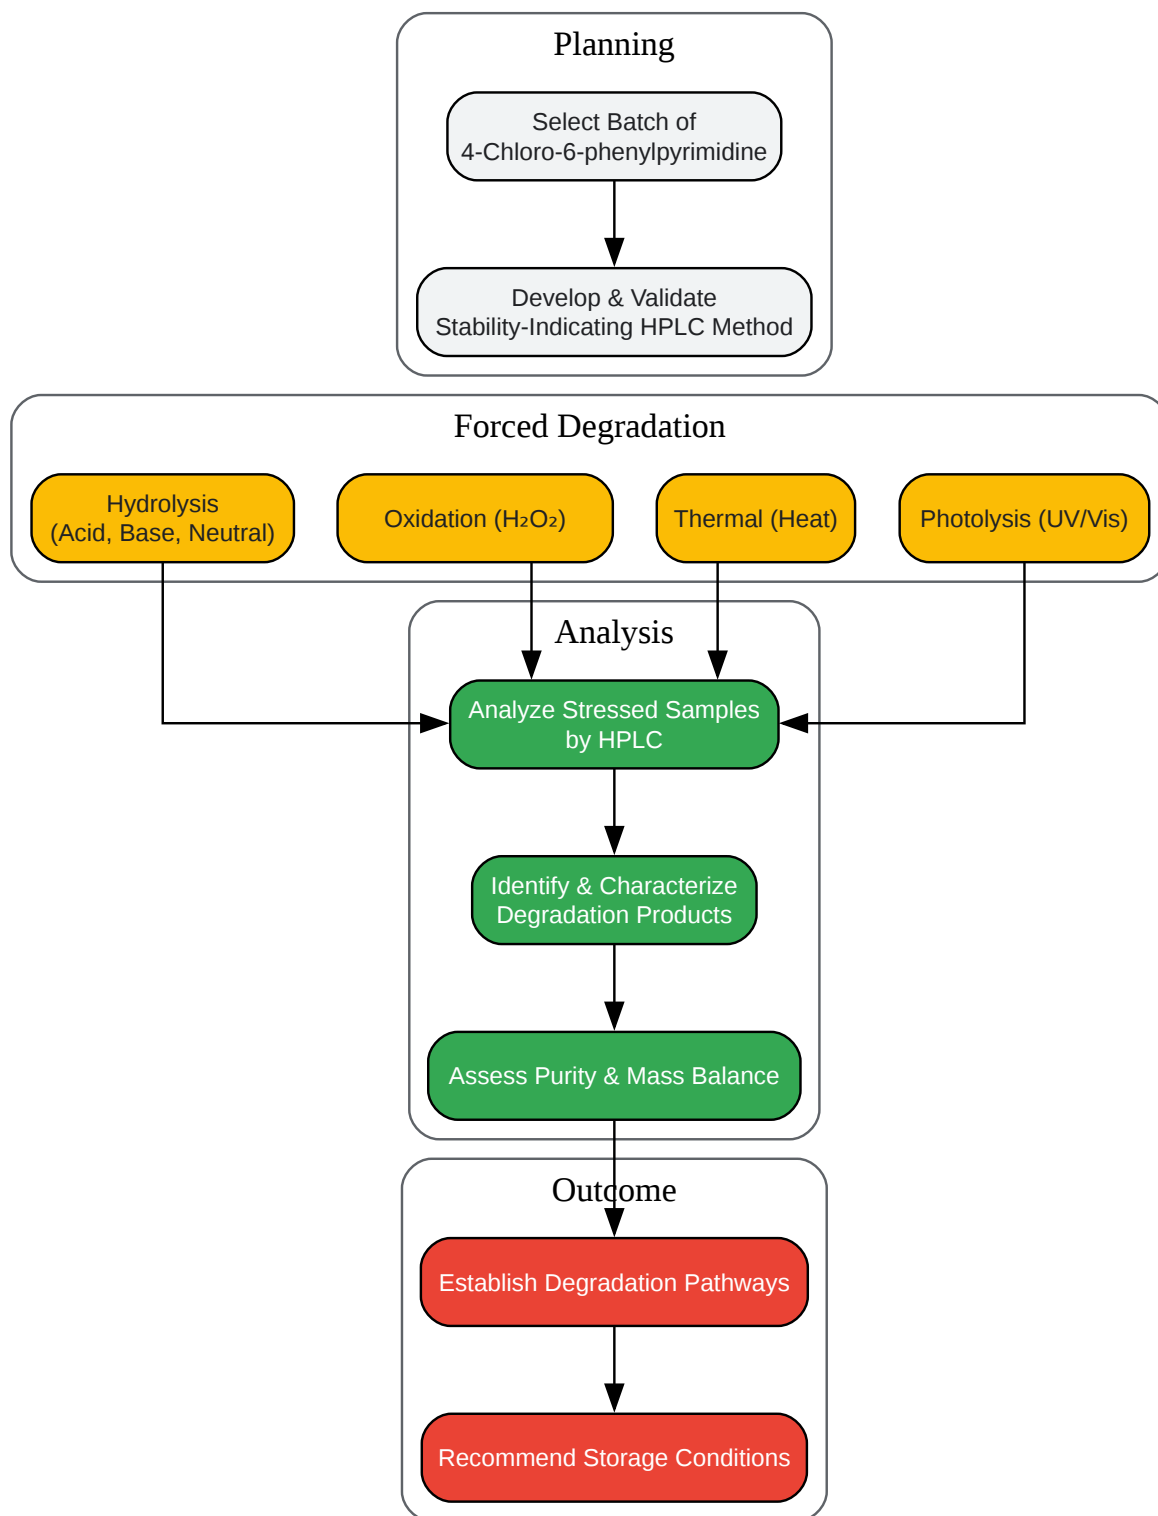 Planning
Select Batch of
4-Chloro-6-phenylpyrimidine
Develop & Validate
Stability-Indicating HPLC Method
Forced Degradation
Hydrolysis
(Acid, Base, Neutral)
Oxidation (H₂O₂)
Thermal (Heat)
Photolysis (UV/Vis)
Analysis
Analyze Stressed Samples
by HPLC
Identify & Characterize
Degradation Products
Assess Purity & Mass Balance
Outcome
Establish Degradation Pathways
Recommend Storage Conditions